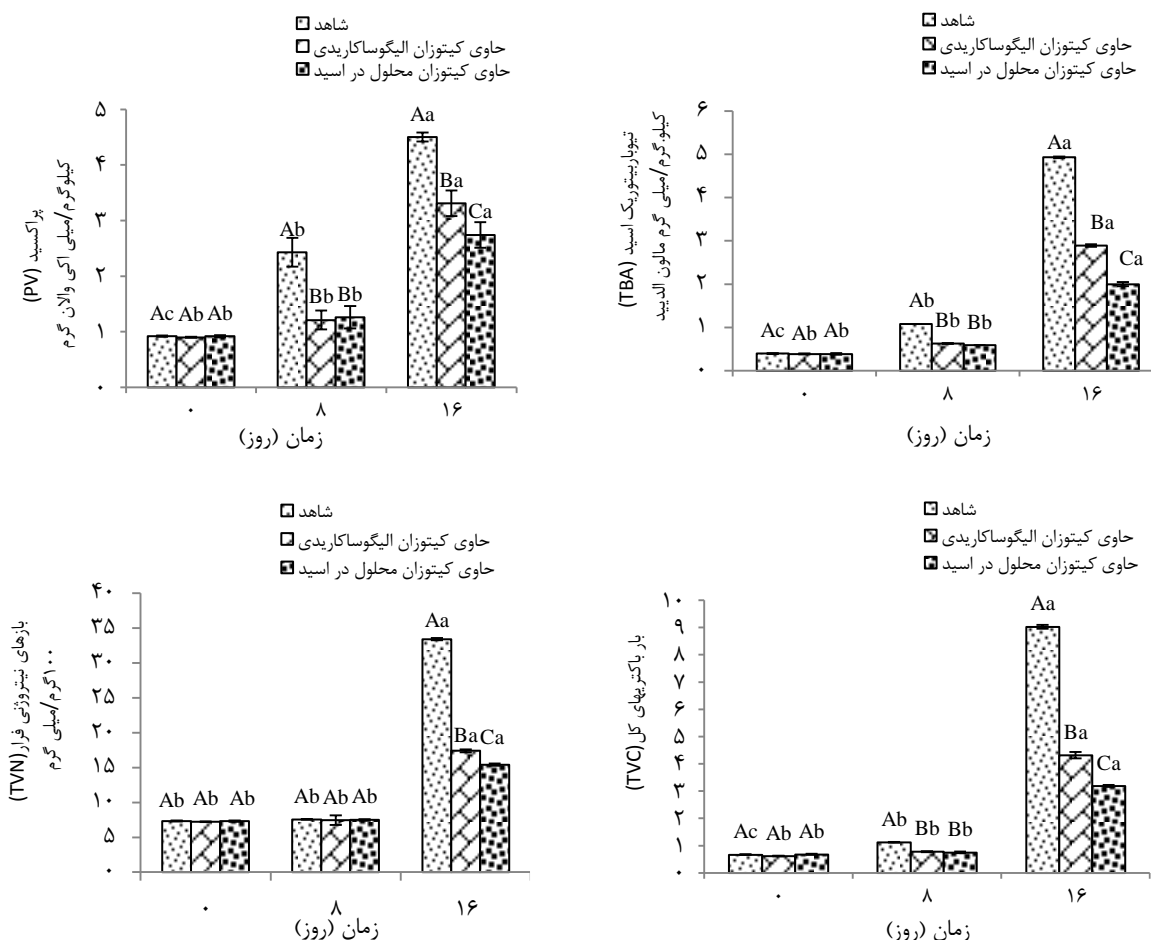 شاهد
حاوی کیتوزان الیگوساکاریدی
حاوی کیتوزان محلول در اسید
پراکسید (PV)
کیلوگرم/میلی اکی والان گرم
۵
۴
۳
۲
۱
۰
Ac Ab Ab
Ab
Bb Bb
Aa
Ba
Ca
۰ ۸ ۱۶
زمان (روز)
شاهد
حاوی کیتوزان الیگوساکاریدی
حاوی کیتوزان محلول در اسید
تیوباربیتوریک اسید (TBA)
کیلوگرم/میلی گرم مالون الدیید
۶
۵
۴
۳
۲
۱
۰
Ac Ab Ab
Ab
Bb Bb
Aa
Ba
Ca
۰ ۸ ۱۶
زمان (روز)
شاهد
حاوی کیتوزان الیگوساکاریدی
حاوی کیتوزان محلول در اسید
بازهای نیتروژنی فرار(TVN)
۱۰۰گرم/میلی گرم
۴۰
۳۵
۳۰
۲۵
۲۰
۱۵
۱۰
۵
۰
Ab Ab Ab
Ab Ab Ab
Aa
Ba Ca
۰ ۸ ۱۶
زمان (روز)
شاهد
حاوی کیتوزان الیگوساکاریدی
حاوی کیتوزان محلول در اسید
بار باکتریهای کل(TVC)
۱۰
۹
۸
۷
۶
۵
۴
۳
۲
۱
۰
Ac Ab Ab
Ab
Bb Bb
Aa
Ba
Ca
۰ ۸ ۱۶
زمان (روز)